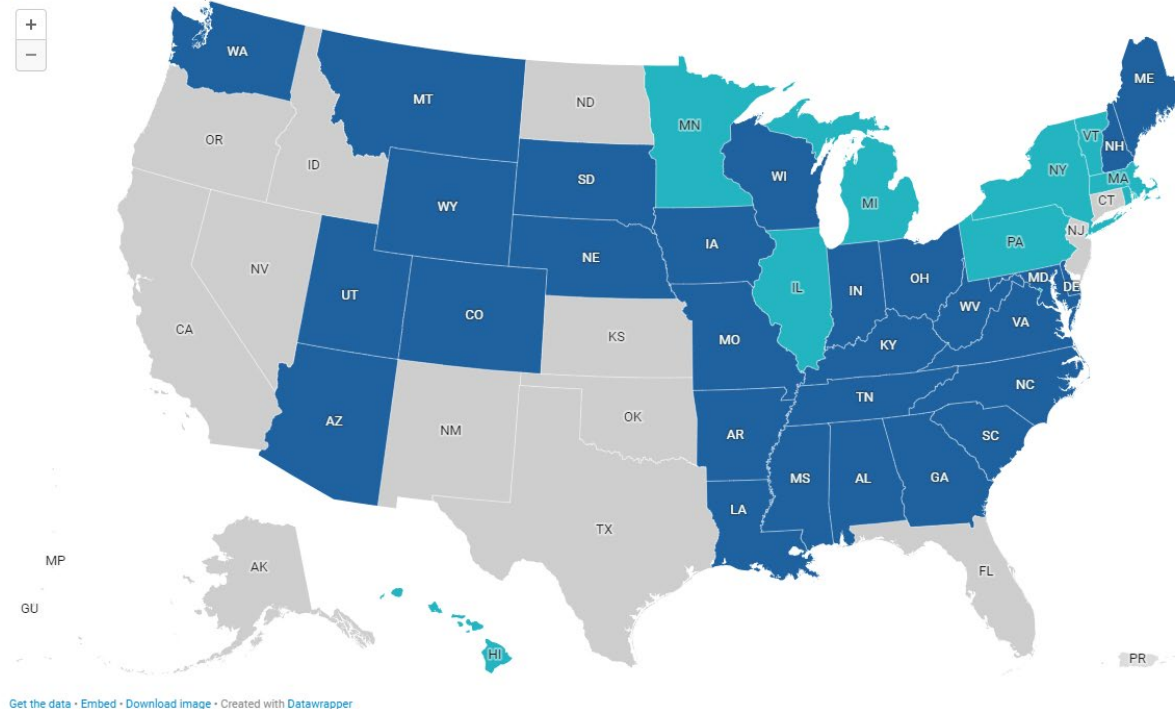 +
−
WA
MT
ND
MN
ME
OR
ID
SD
WI
VT
NH
NY
MA
WY
MI
CT
NE
IA
PA
NJ
NV
UT
CO
IL
IN
OH
MD
DE
CA
KS
MO
WV
VA
KY
AZ
NM
OK
AR
TN
NC
SC
MS
AL
GA
LA
TX
MP
AK
FL
GU
HI
PR
Get the data • Embed • Download image • Created with Datawrapper